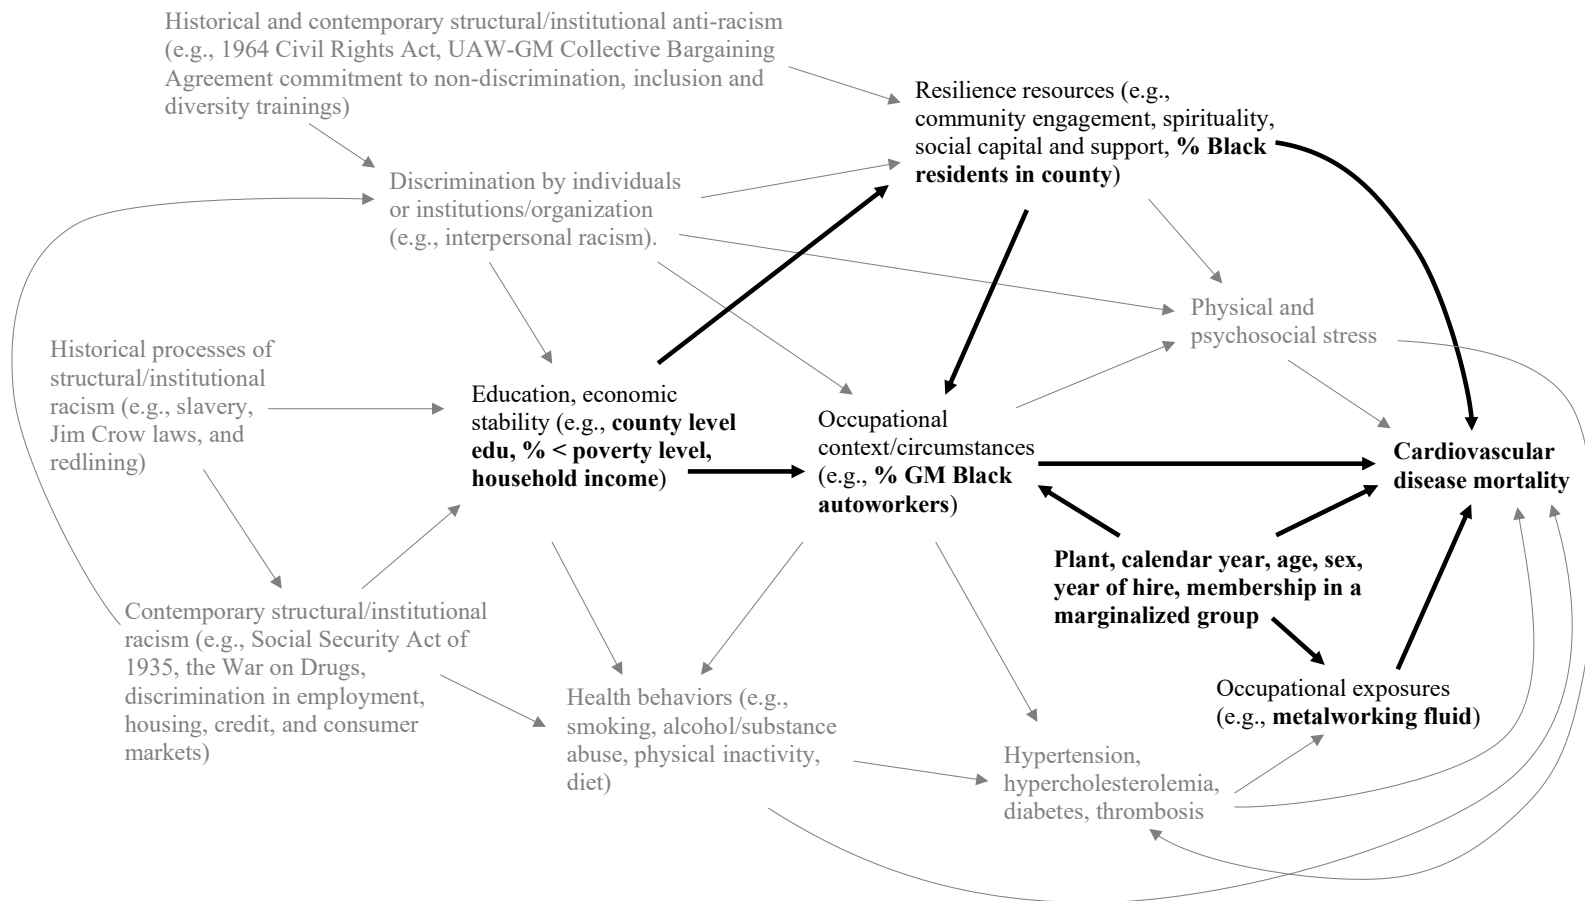 Historical and contemporary structural/institutional anti-racism
(e.g., 1964 Civil Rights Act, UAW-GM Collective Bargaining
Agreement commitment to non-discrimination, inclusion and
diversity trainings)
Resilience resources (e.g.,
community engagement, spirituality,
social capital and support, % Black
residents in county)
Discrimination by individuals
or institutions/organization
(e.g., interpersonal racism).
Physical and
psychosocial stress
Historical processes of
structural/institutional
racism (e.g., slavery,
Jim Crow laws, and
redlining)
Education, economic
stability (e.g., county level
edu, % < poverty level,
household income)
Occupational
context/circumstances
(e.g., % GM Black
autoworkers)
Cardiovascular
disease mortality
Plant, calendar year, age, sex,
year of hire, membership in a
marginalized group
Contemporary structural/institutional
racism (e.g., Social Security Act of
1935, the War on Drugs,
discrimination in employment,
housing, credit, and consumer
markets)
Health behaviors (e.g.,
smoking, alcohol/substance
abuse, physical inactivity,
diet)
Occupational exposures
(e.g., metalworking fluid)
Hypertension,
hypercholesterolemia,
diabetes, thrombosis